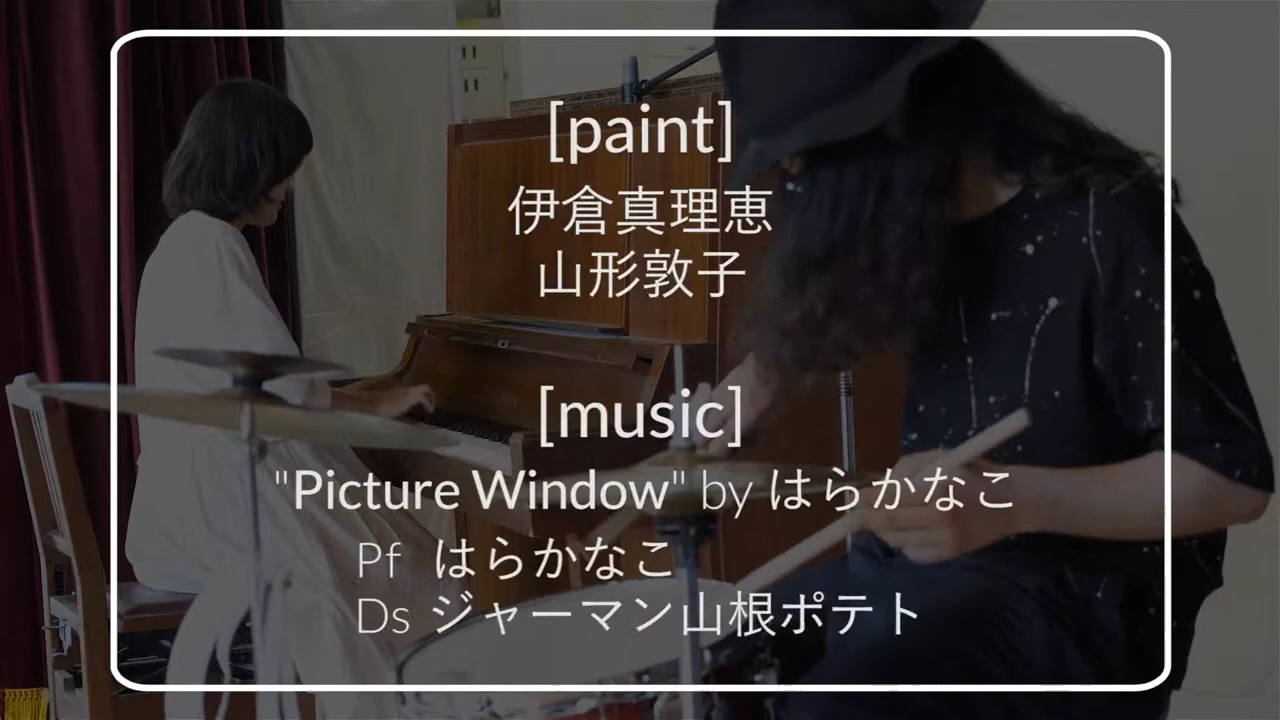 [paint]
伊倉真理恵
山形敦子
[music]
"Picture Window" by はらかなこ
Pf はらかなこ
Ds ジャーマン山根ポテト